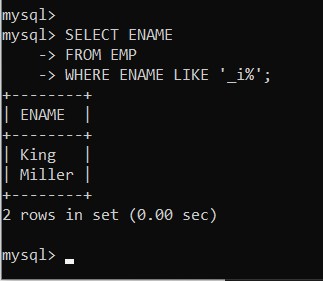 mysql>
mysql> SELECT ENAME
    -> FROM EMP
    -> WHERE ENAME LIKE '_i%';
+--------+
| ENAME  |
+--------+
| King   |
| Miller |
+--------+
2 rows in set (0.00 sec)

mysql>